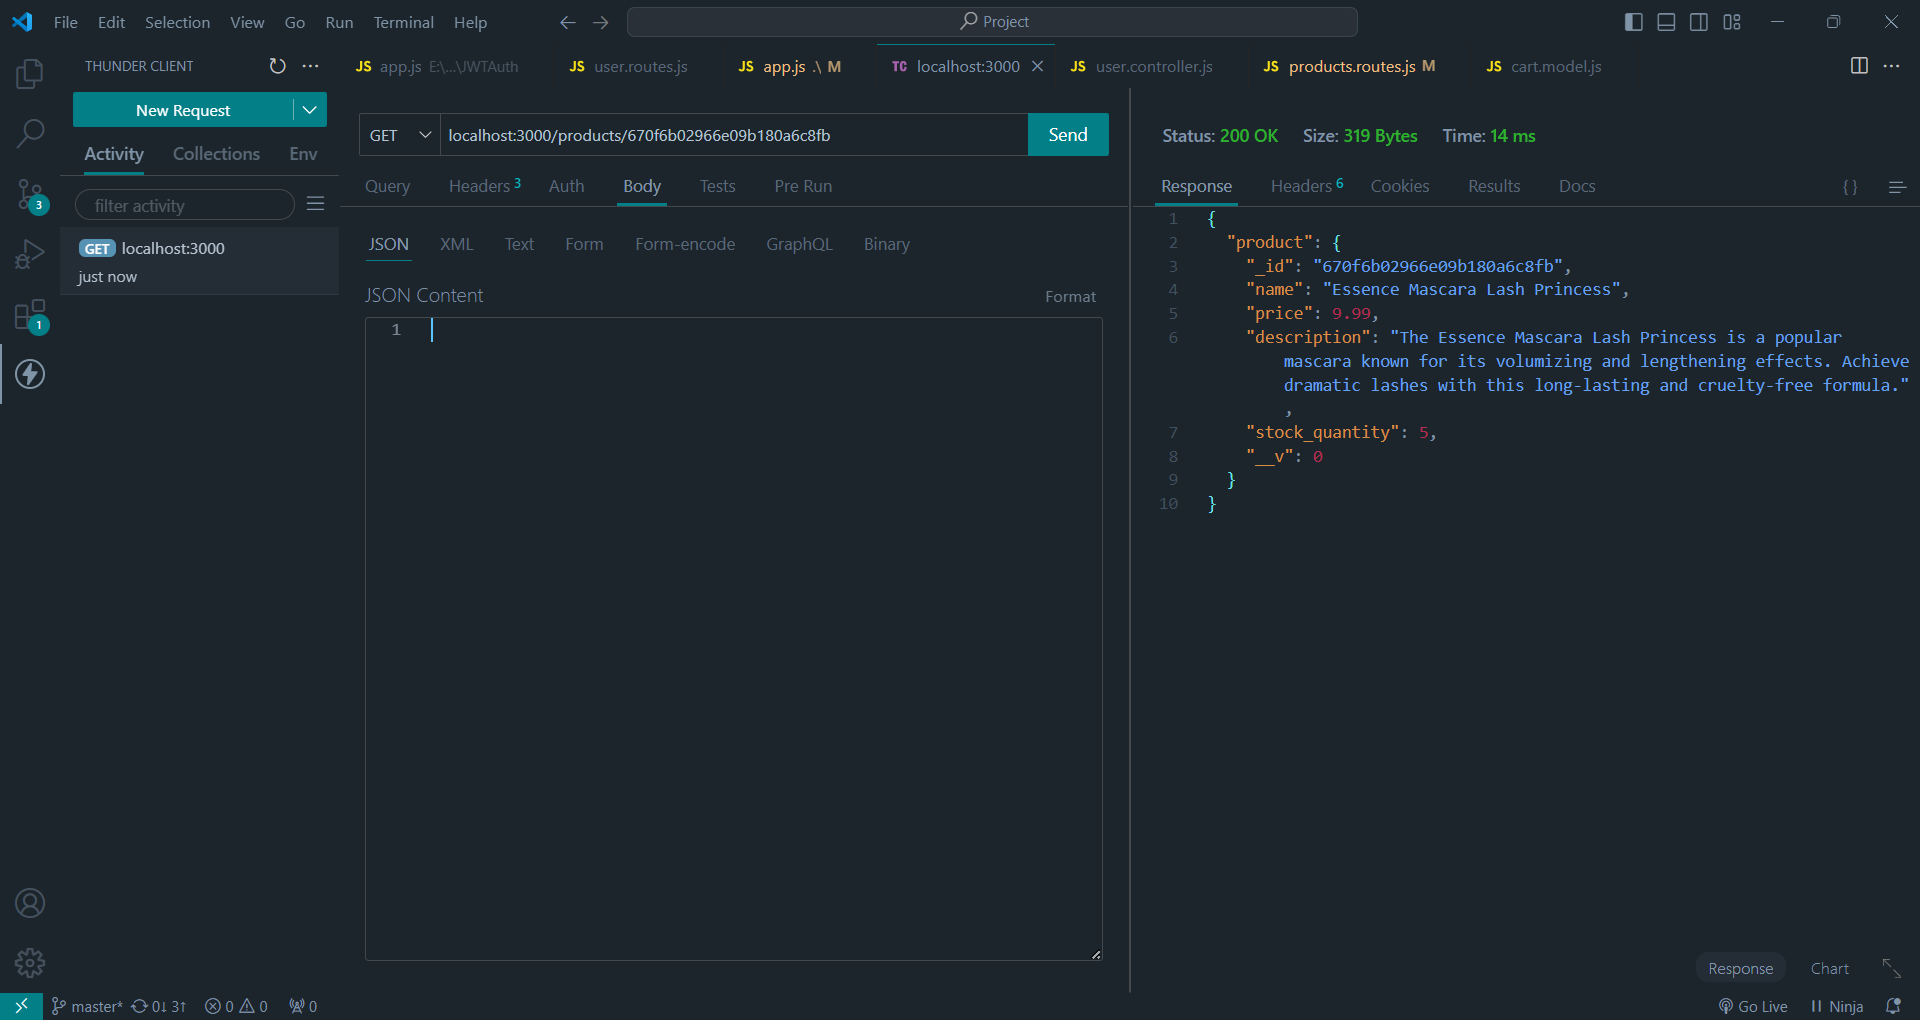 File Edit Selection View Go Run Terminal Help
Project
THUNDER CLIENT
JS app.js E:\...\JWTAuth
JS user.routes.js
JS app.js .\ M
TC localhost:3000
JS user.controller.js
JS products.routes.js M
JS cart.model.js
New Request
Activity Collections Env
filter activity
GET localhost:3000
just now
3
1
GET localhost:3000/products/670f6b02966e09b180a6c8fb Send
Query Headers 3 Auth Body Tests Pre Run
JSON XML Text Form Form-encode GraphQL Binary
JSON Content Format
1
Status: 200 OK Size: 319 Bytes Time: 14 ms
Response Headers 6 Cookies Results Docs { }
1 {
2 "product": {
3 "_id": "670f6b02966e09b180a6c8fb",
4 "name": "Essence Mascara Lash Princess",
5 "price": 9.99,
6 "description": "The Essence Mascara Lash Princess is a popular
mascara known for its volumizing and lengthening effects. Achieve
dramatic lashes with this long-lasting and cruelty-free formula."
,
7 "stock_quantity": 5,
8 "__v": 0
9 }
10 }
Response Chart
master* 0↓ 3↑ 0 0 0
Go Live Ninja